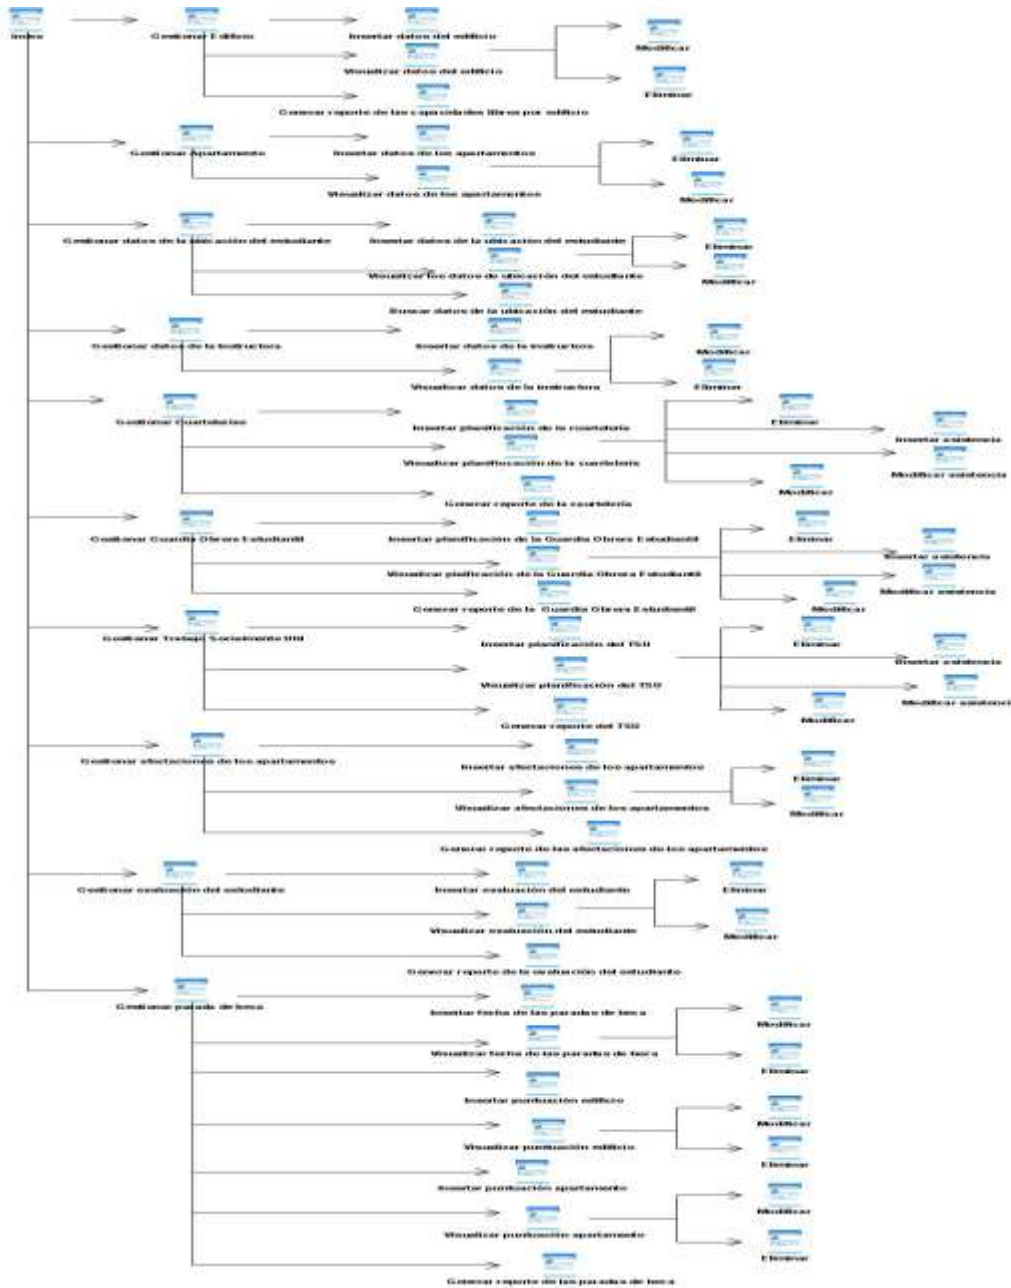 Index
Gestionar Edificio
Insertar datos del edificio
Modificar
Visualizar datos del edificio
Eliminar
Generar reporte de las capacidades libres por edificio
Gestionar Apartamento
Insertar datos de los apartamentos
Eliminar
Visualizar datos de los apartamentos
Modificar
Gestionar datos de la ubicación del estudiante
Insertar datos de la ubicación del estudiante
Eliminar
Visualizar los datos de ubicación del estudiante
Modificar
Buscar datos de la ubicación del estudiante
Gestionar datos de la instructora
Insertar datos de la instructora
Modificar
Visualizar datos de la instructora
Eliminar
Gestionar Cuartelerías
Insertar planificación de la cuartelería
Eliminar
Insertar asistencia
Visualizar planificación de la cuartelería
Modificar asistencia
Modificar
Generar reporte de la cuartelería
Gestionar Guardia Obrera Estudiantil
Insertar planificación de la Guardia Obrera Estudiantil
Eliminar
Insertar asistencia
Visualizar planificación de la Guardia Obrera Estudiantil
Modificar asistencia
Generar reporte de la Guardia Obrera Estudiantil
Modificar
Gestionar Trabajo Socialmente Util
Insertar planificación del TSU
Eliminar
Insertar asistencia
Visualizar planificación del TSU
Modificar asistencia
Modificar
Generar reporte del TSU
Gestionar afectaciones de los apartamentos
Insertar afectaciones de los apartamentos
Eliminar
Visualizar afectaciones de los apartamentos
Modificar
Generar reporte de las afectaciones de los apartamentos
Gestionar evaluación del estudiante
Insertar evaluación del estudiante
Eliminar
Visualizar evaluación del estudiante
Modificar
Generar reporte de la evaluación del estudiante
Gestionar parada de beca
Insertar fecha de las paradas de beca
Modificar
Visualizar fecha de las paradas de beca
Eliminar
Insertar puntuación edificio
Modificar
Visualizar puntuación edificio
Eliminar
Insertar puntuación apartamento
Modificar
Visualizar puntuación apartamento
Eliminar
Generar reporte de las paradas de beca